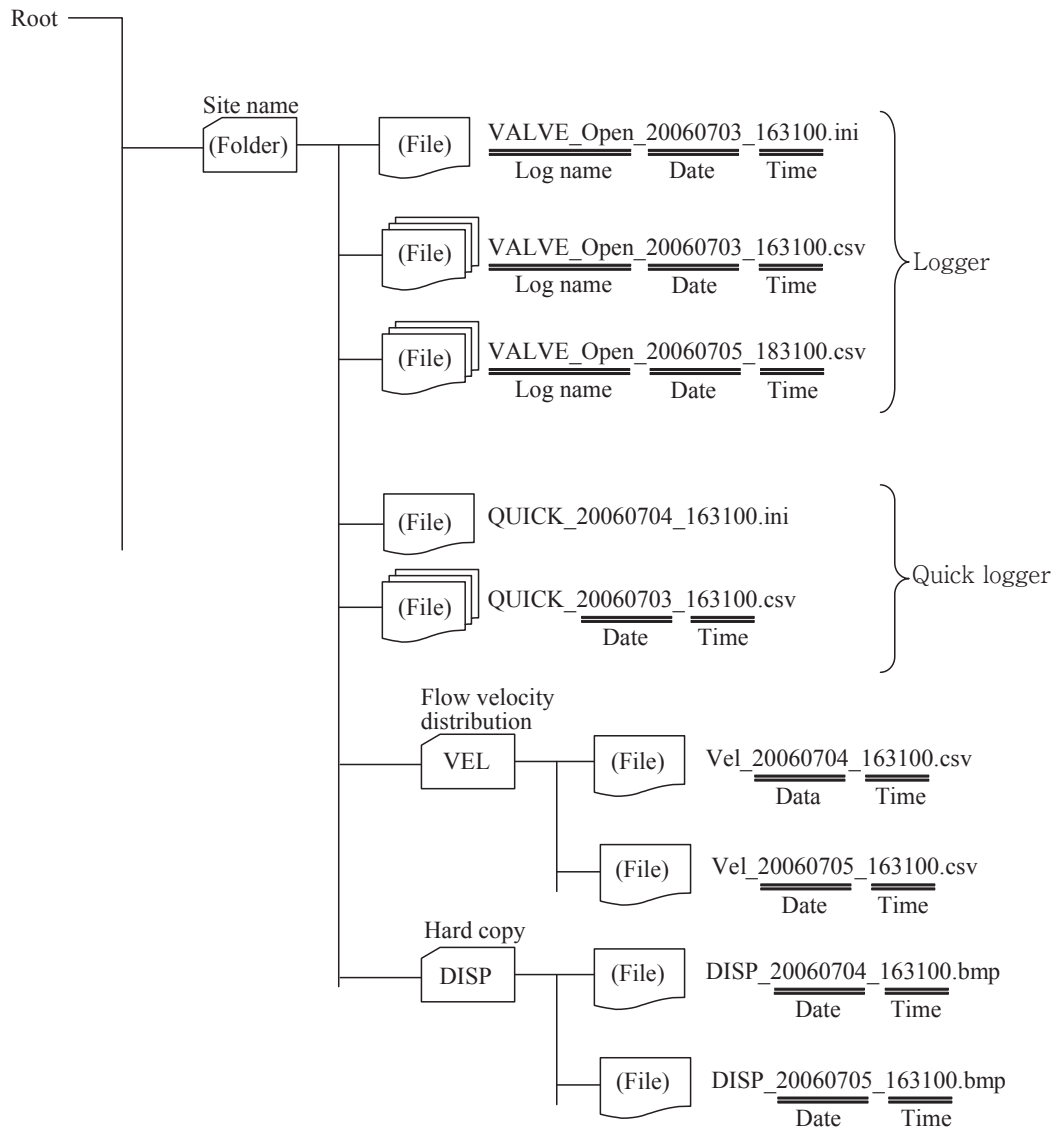 Root
Site name
(Folder)
(File) VALVE_Open_20060703_163100.ini
Log name Date Time
(File) VALVE_Open_20060703_163100.csv
Log name Date Time
Logger
(File) VALVE_Open_20060705_183100.csv
Log name Date Time
(File) QUICK_20060704_163100.ini
Quick logger
(File) QUICK_20060703_163100.csv
Date Time
Flow velocity
distribution
VEL
(File) Vel_20060704_163100.csv
Data Time
(File) Vel_20060705_163100.csv
Date Time
Hard copy
DISP
(File) DISP_20060704_163100.bmp
Date Time
(File) DISP_20060705_163100.bmp
Date Time